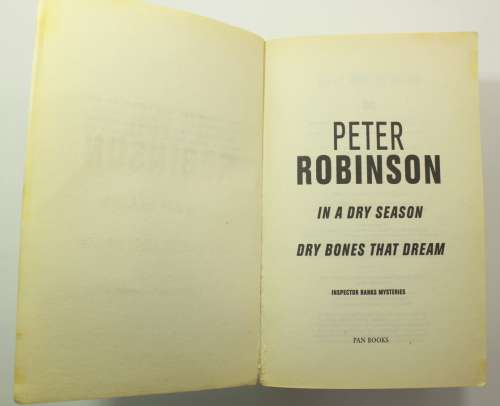 PETER
ROBINSON
IN A DRY SEASON
DRY BONES THAT DREAM
INSPECTOR BANKS MYSTERIES
PAN BOOKS